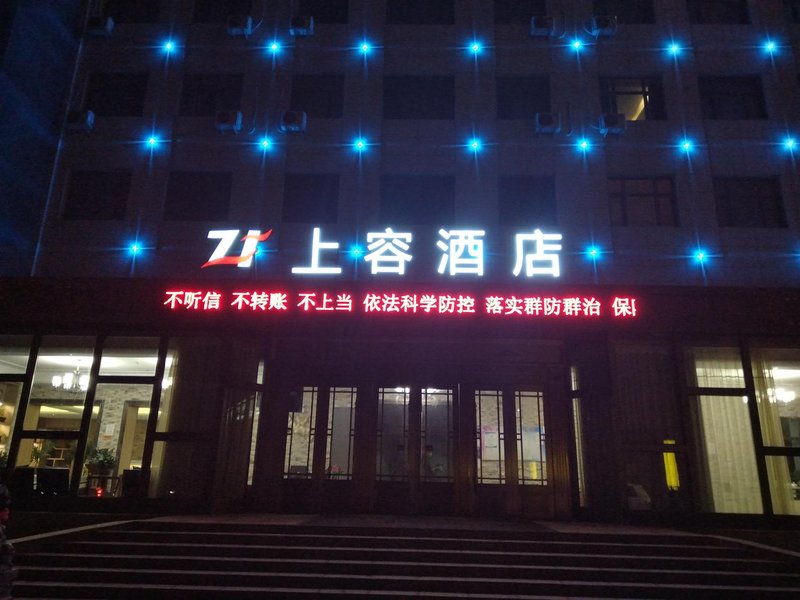 上容酒店
不听信 不转账 不上当 依法科学防控 落实群防群治 保